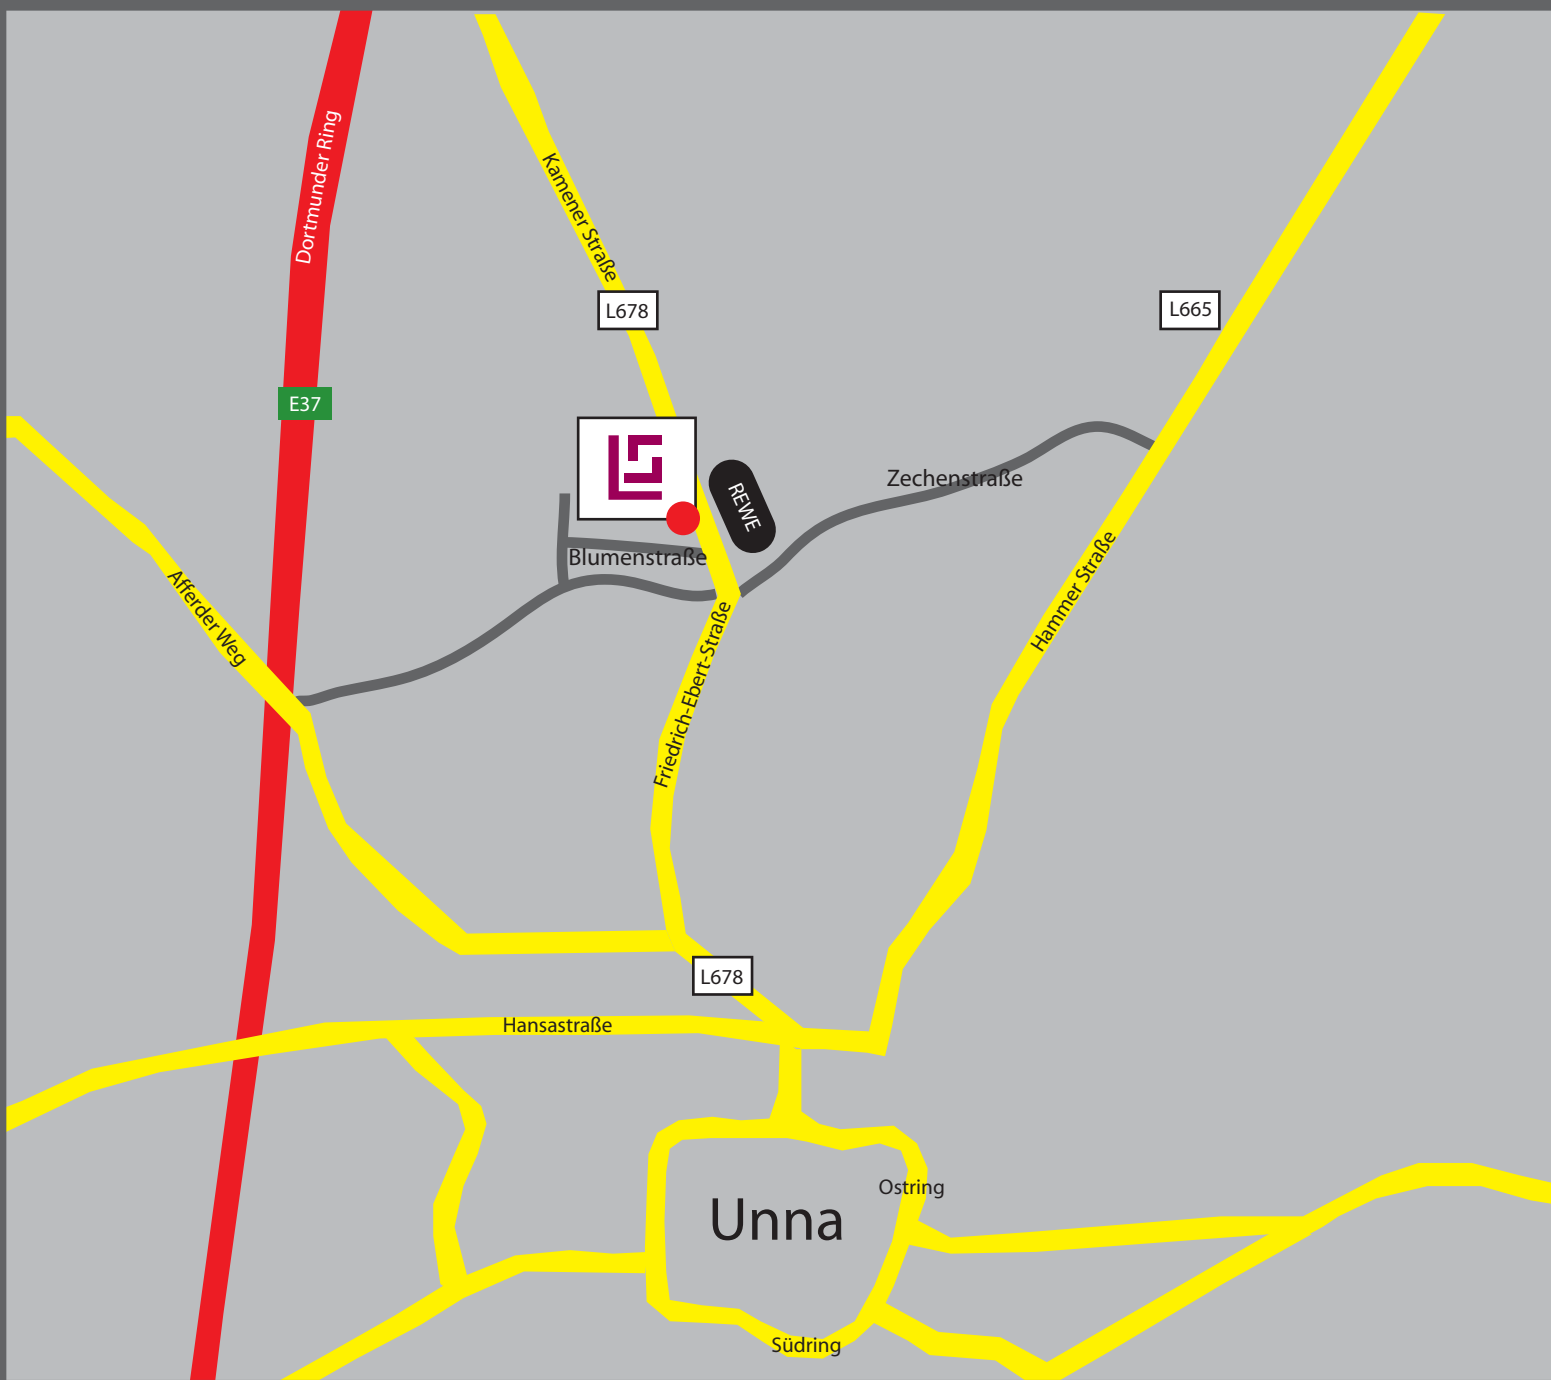 Dortmunder Ring
Kamener Straße
L678
L665
E37
REWE
Zechenstraße
Blumenstraße
Hammer Straße
Afferder Weg
Friedrich-Ebert-Straße
L678
Hansastraße
Ostring
Unna
Südring